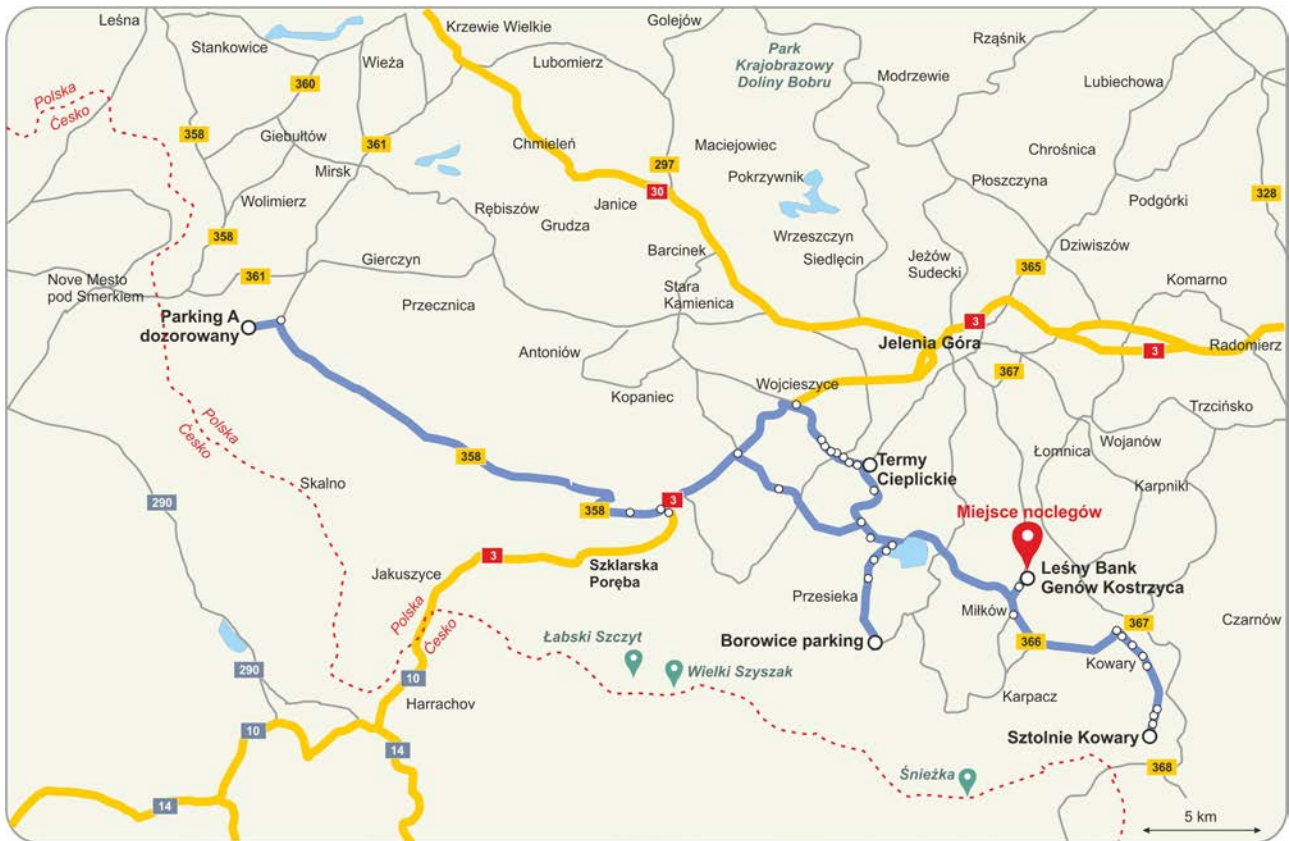 Leśna
Stankowice
Wieża
Krzewie Wielkie
Golejów
Rząśnik
Lubomierz
Park
Krajobrazowy
Doliny Bobru
Modrzewie
Lubiechowa
360
Polska
Ćesko
358
Giebułtów
361
Chmieleń
Maciejowiec
Chrośnica
Mirsk
297
Pokrzywnik
Płoszczyna
30
328
Wolimierz
Rębiszów
Janice
Podgórki
Grudza
358
Wrzeszczyn
Dziwiszów
Barcinek
Siedlęcin
Jeżów
Sudecki
365
Gierczyn
361
Nove Mesto
pod Smerkiem
Komarno
Przecznica
Stara
Kamienica
Parking A
dozorowany
3
Jelenia Góra
Radomierz
3
Antoniów
367
Wojcieszyce
Kopaniec
Trzcińsko
Polska
Ćesko
Łomnica
Wojanów
358
Termy
Cieplickie
Skalno
Karpniki
290
3
358
Miejsce noclegów
3
Szklarska
Poręba
Leśny Bank
Genów Kostrzyca
Jakuszyce
Przesieka
Miłków
Polska
Ćesko
367
Czarnów
Borowice parking
366
Łabski Szczyt
Kowary
290
10
Wielki Szyszak
Harrachov
Karpacz
10
Sztolnie Kowary
14
368
Śnieżka
14
5 km